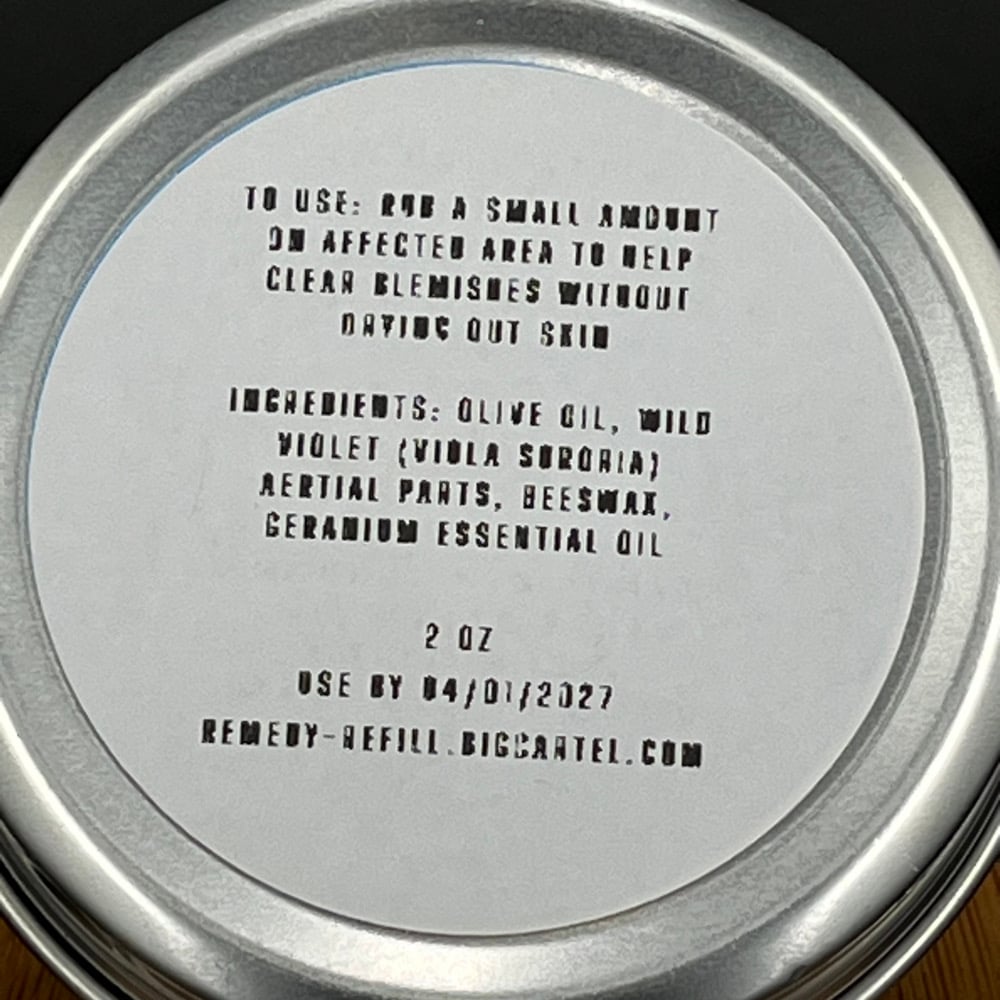 TO USE: RUB A SMALL AMOUNT
ON AFFECTED AREA TO HELP
CLEAR BLEMISHES WITHOUT
DRYING OUT SKIN
INGREDIENTS: OLIVE OIL, WILD
VIOLET (VIOLA SORORIA)
AERTIAL PARTS, BEESWAX,
GERANIUM ESSENTIAL OIL
2 OZ
USE BY 04/01/2027
REMEDY-REFILL.BIGCARTEL.COM